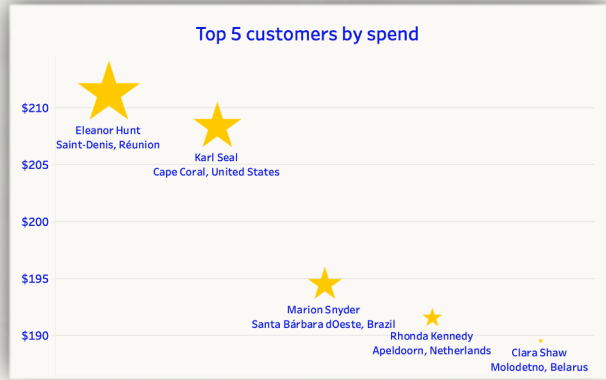 Top 5 customers by spend
$210
Eleanor Hunt
Saint-Denis, Réunion
Karl Seal
$205
Cape Coral, United States
$200
$195
Marion Snyder
Santa Bárbara dOeste, Brazil
$190
Rhonda Kennedy
Apeldoorn, Netherlands
Clara Shaw
Molodetno, Belarus